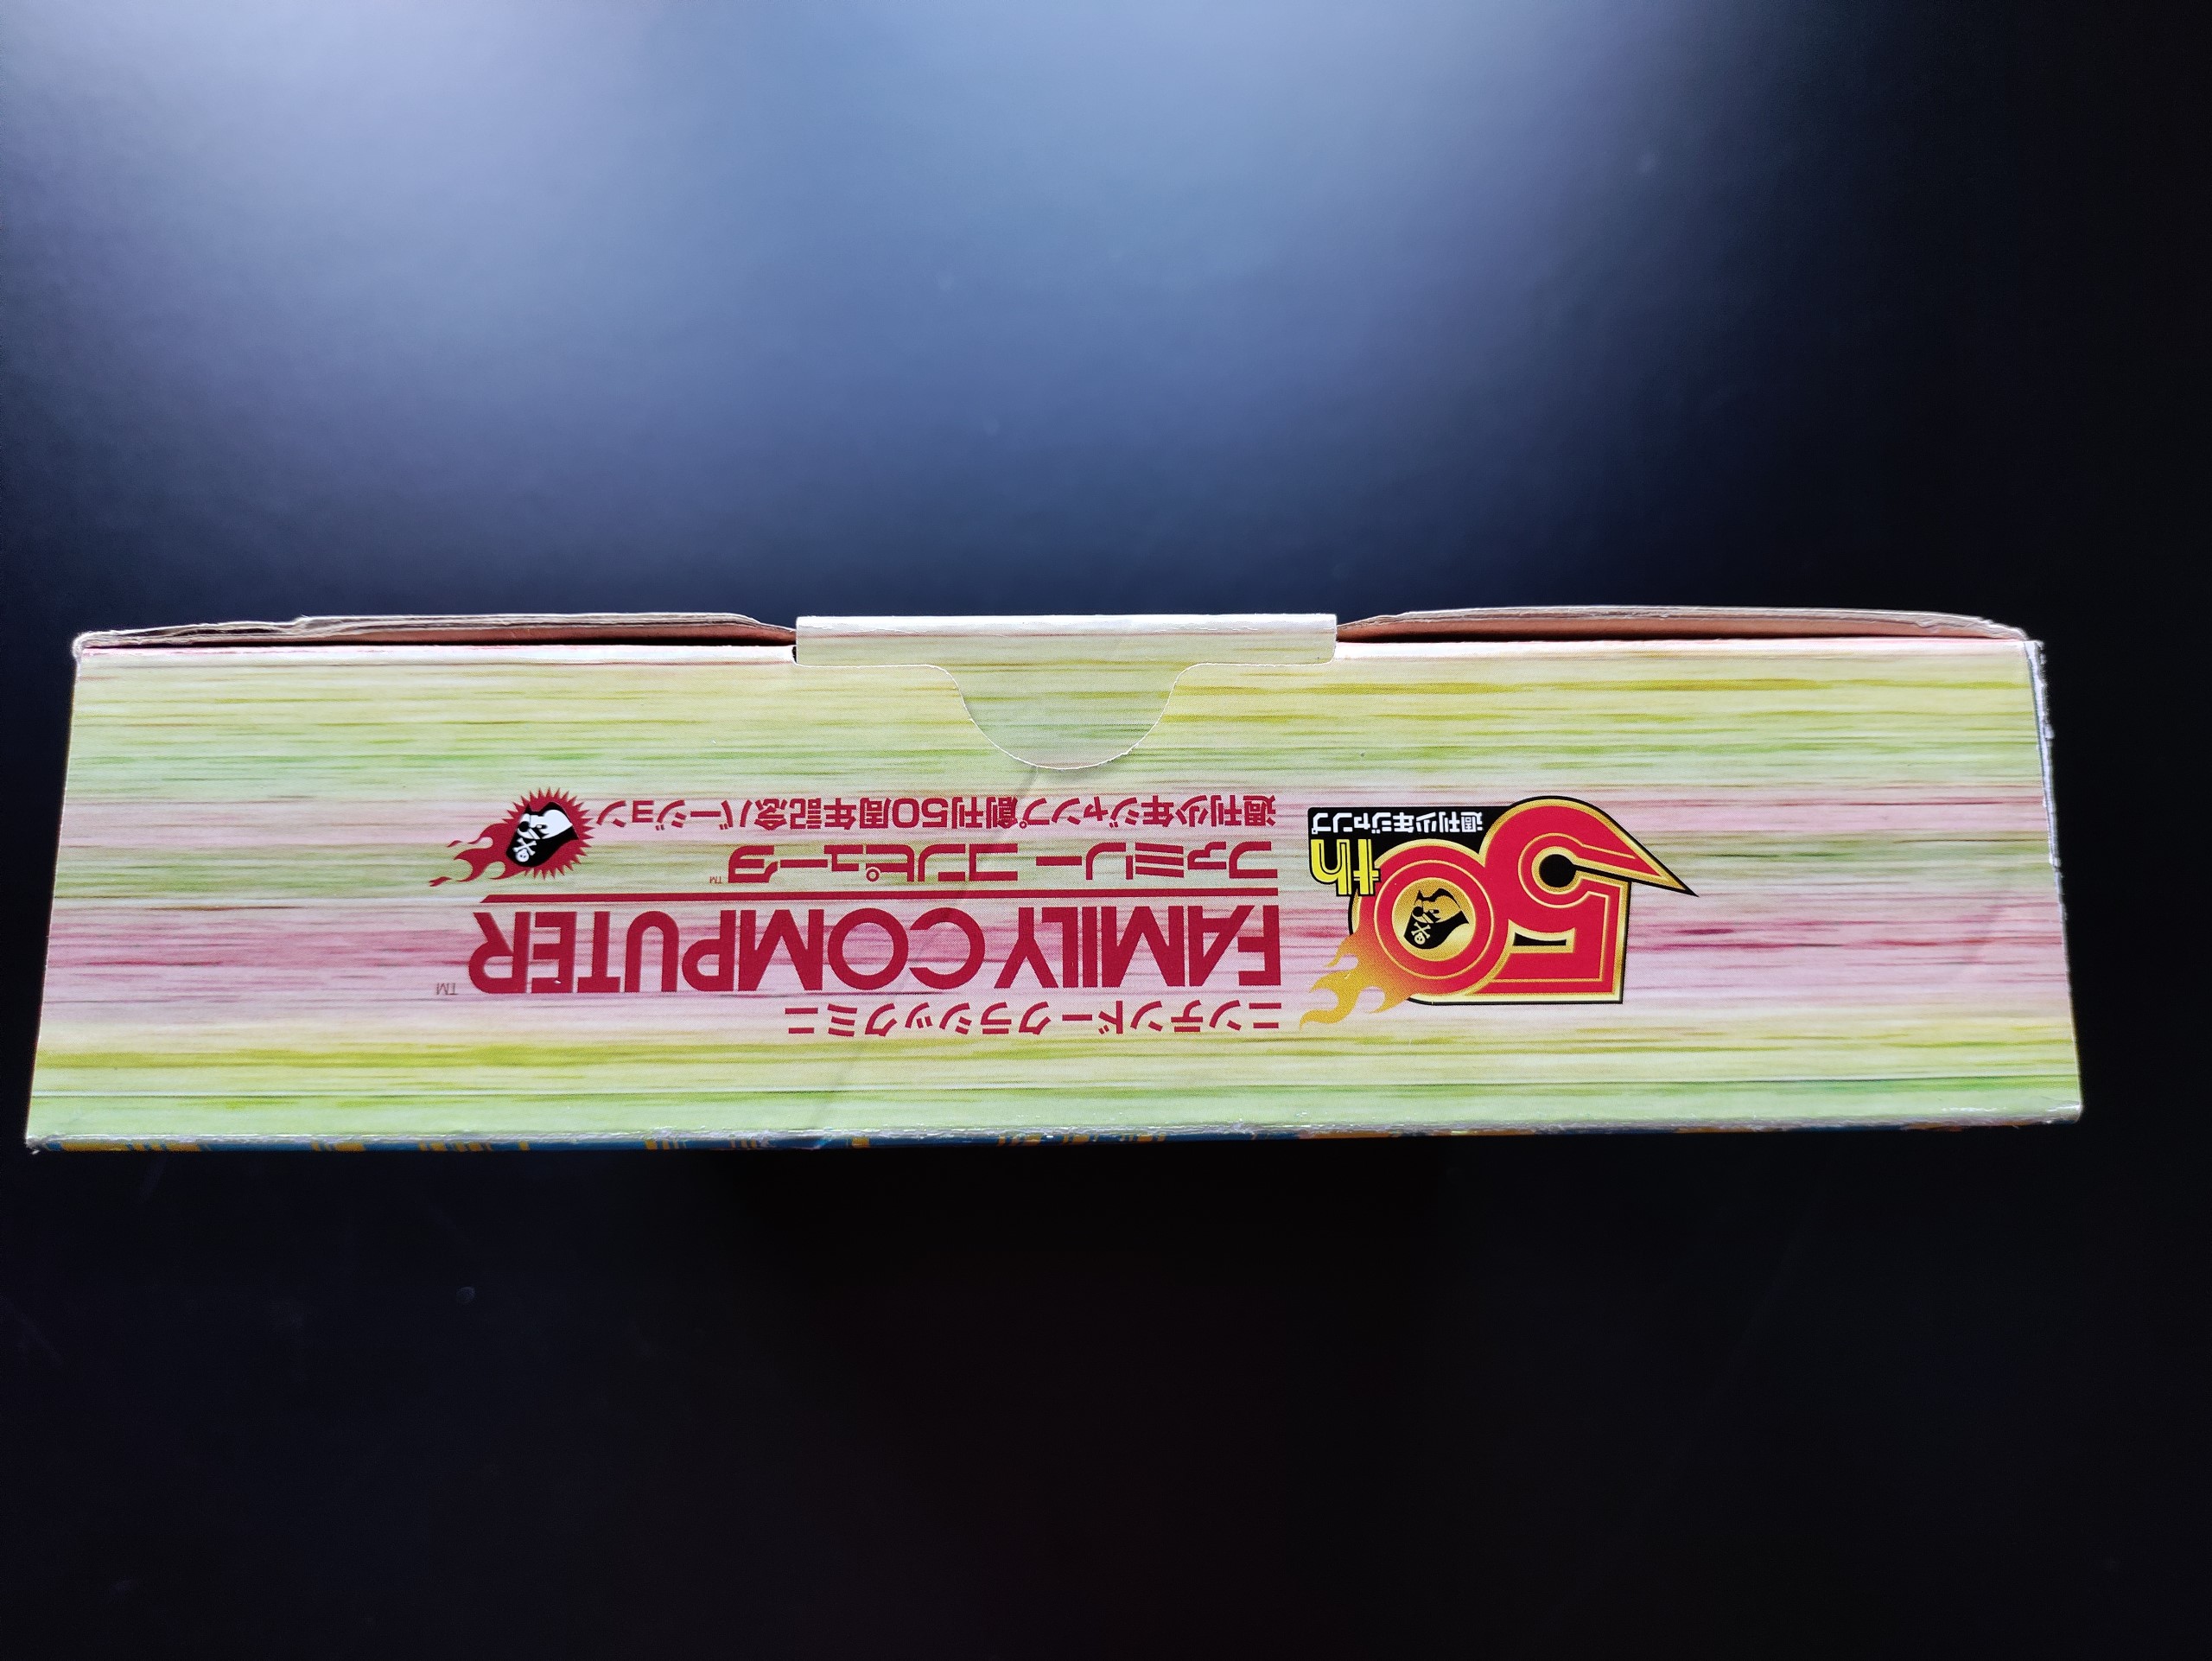 週刊少年ジャンプ
50th
ニンテンドークラシックミニ
FAMILY COMPUTER™
ファミリー コンピュータ™
週刊少年ジャンプ創刊50周年記念バージョン